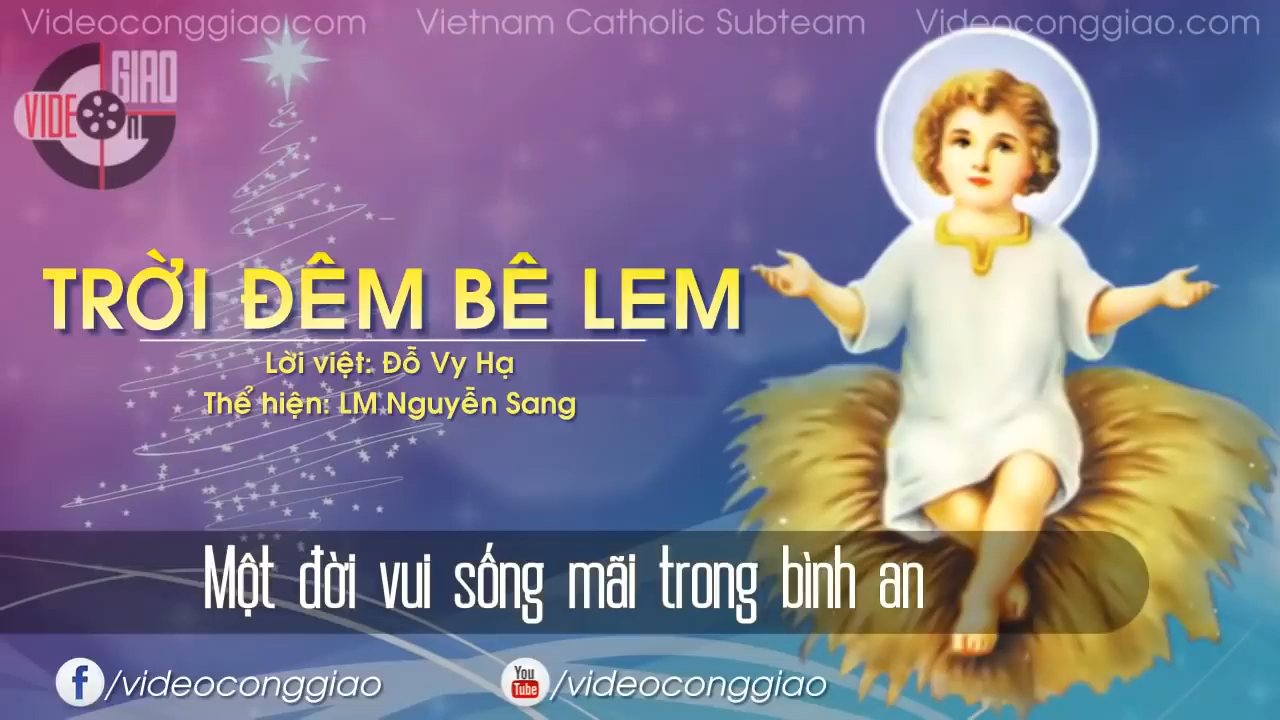 Videoconggiao.com Vietnam Catholic Subteam Videoconggiao.com
GIAO
VIDE
TRỜI ĐÊM BÊ LEM
Lời việt: Đỗ Vy Hạ
Thể hiện: LM Nguyễn Sang
Một đời vui sống mãi trong bình an
f/videoconggiao
You Tube/videoconggiao